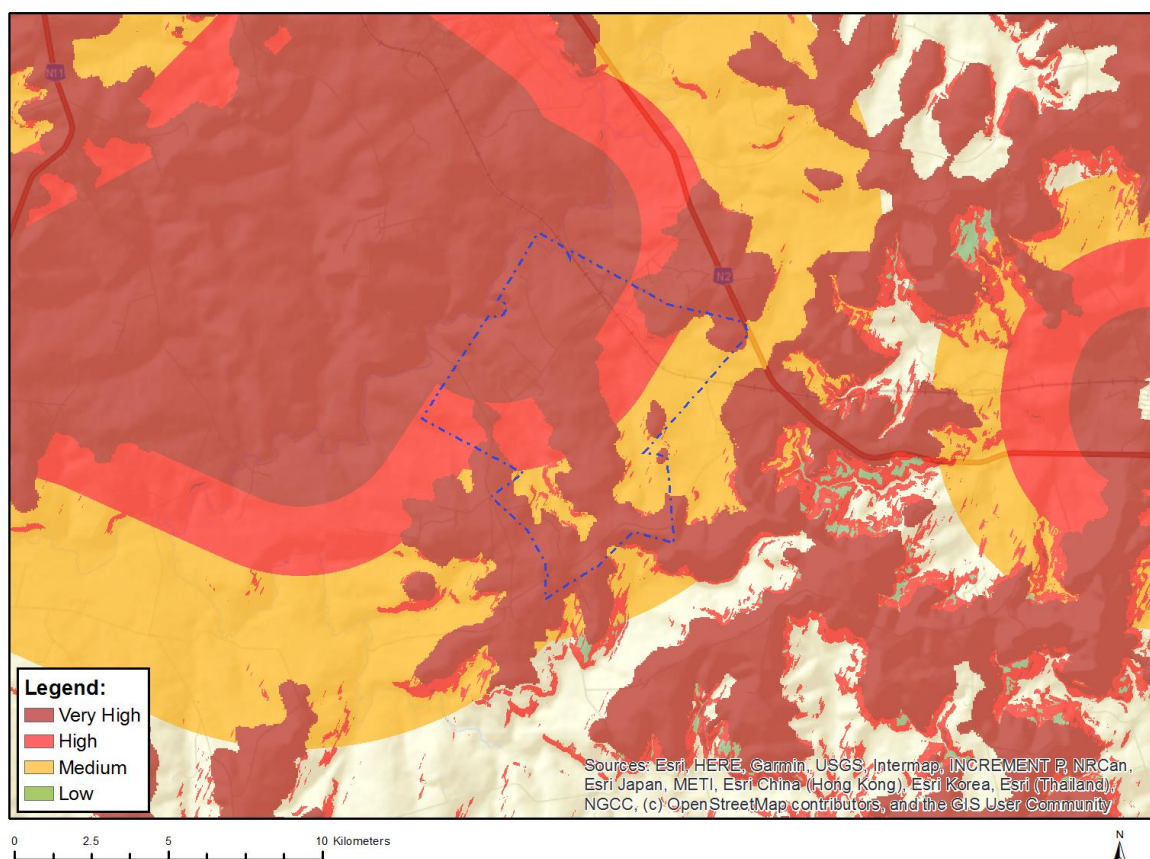 N11
N2
Legend:
Very High
High
Medium
Low
Sources: Esri, HERE, Garmin, USGS, Intermap, INCREMENT P, NRCan,
Esri Japan, METI, Esri China (Hong Kong), Esri Korea, Esri (Thailand),
NGCC, (c) OpenStreetMap contributors, and the GIS User Community
0 2.5 5 10 Kilometers
N